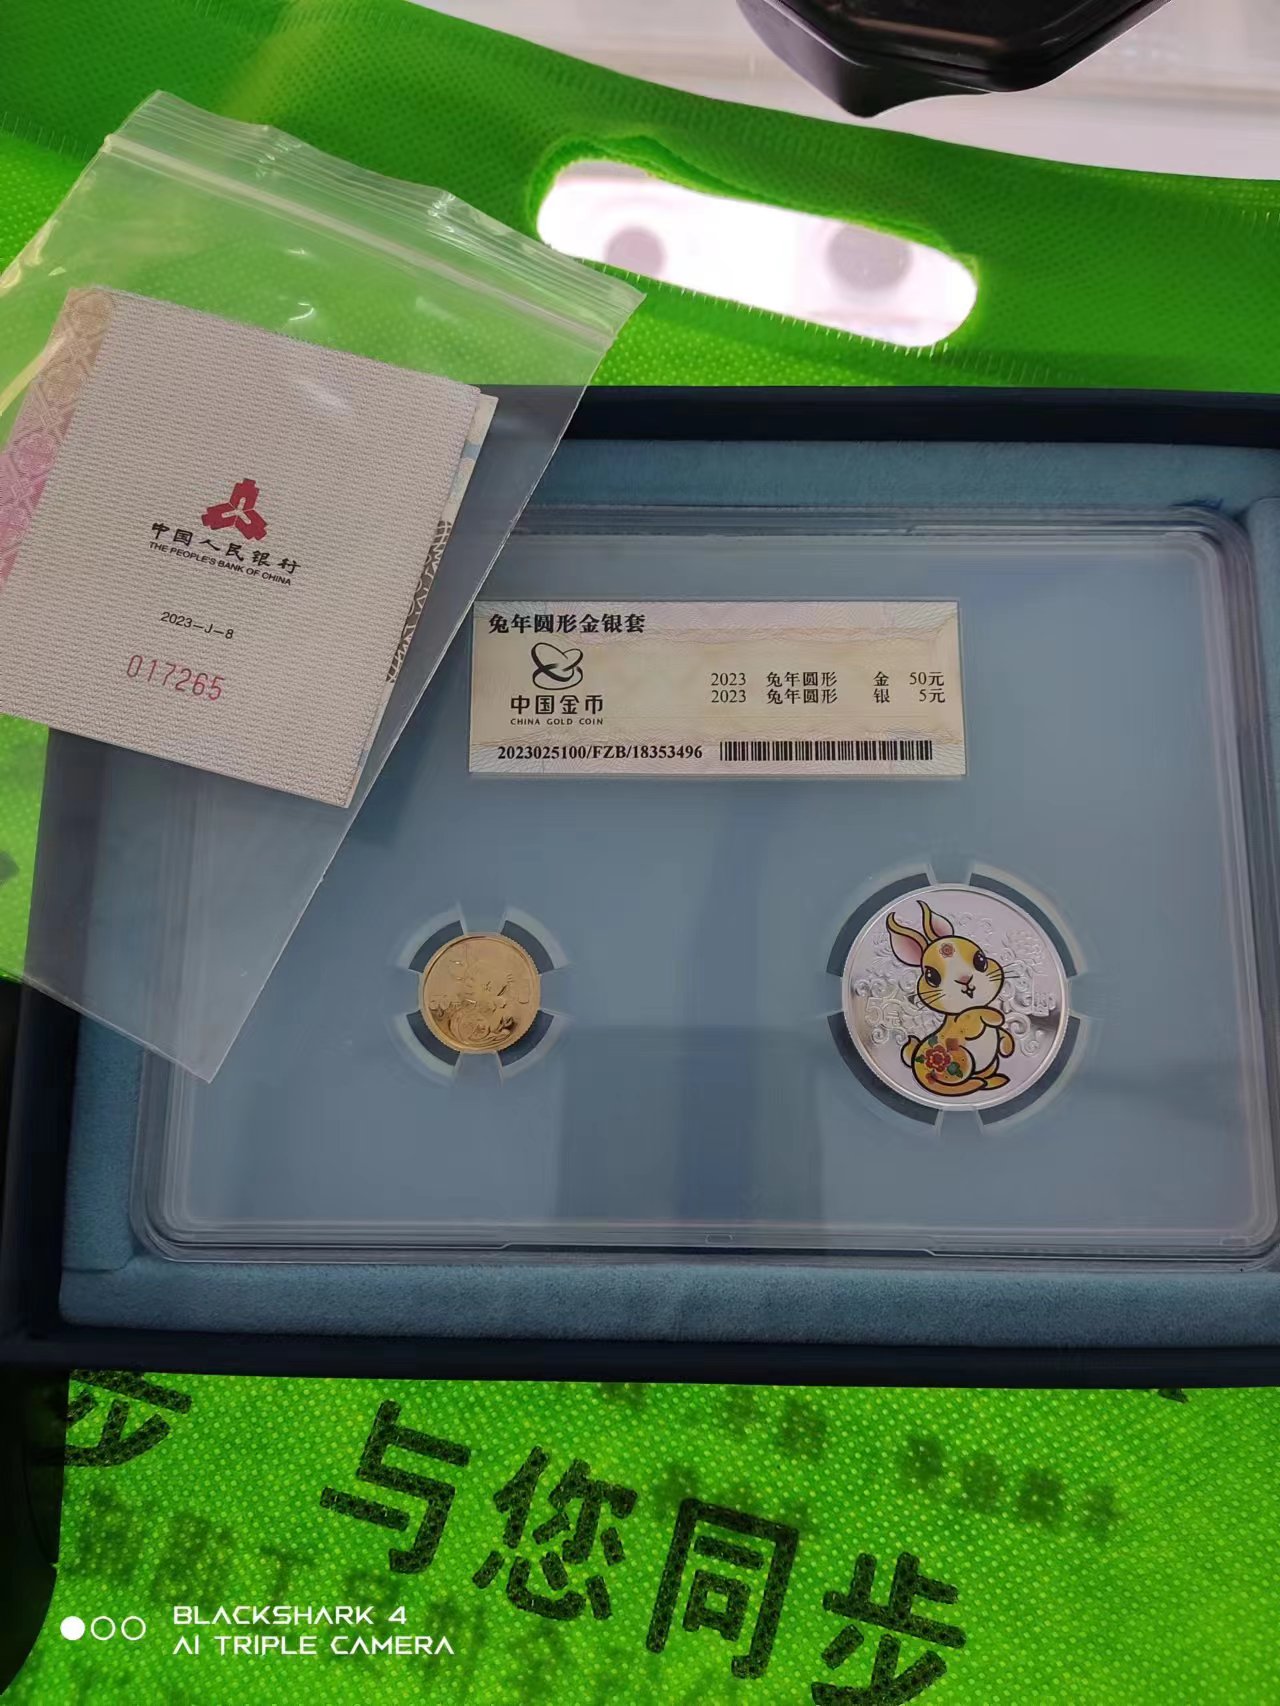 中国人民银行
THE PEOPLE'S BANK OF CHINA
2023-J-8
017265
兔年圆形金银套
中国金币
CHINA GOLD COIN
2023 兔年圆形 金 50元
2023 兔年圆形 银 5元
2023025100/FZB/18353496
步 与您同步
BLACKSHARK 4
AI TRIPLE CAMERA